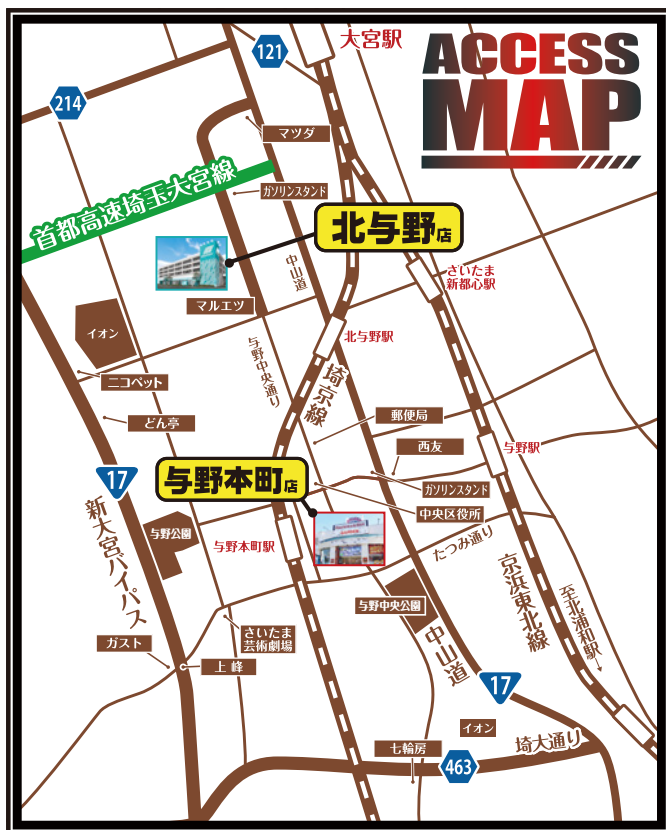 大宮駅
ACCESS
MAP
121
214
マツダ
首都高速埼玉大宮線
ガソリンスタンド
北与野店
中山道
さいたま
新都心駅
マルエツ
イオン
北与野駅
与野中央通り
埼京線
ニコペット
どん亭
郵便局
西友
与野駅
17
与野本町店
ガソリンスタンド
中央区役所
新大宮バイパス
与野公園
与野本町駅
たつみ通り
京浜東北線
至北浦和駅
与野中央公園
中山道
さいたま
芸術劇場
ガスト
上峰
17
イオン
埼大通り
七輪房
463